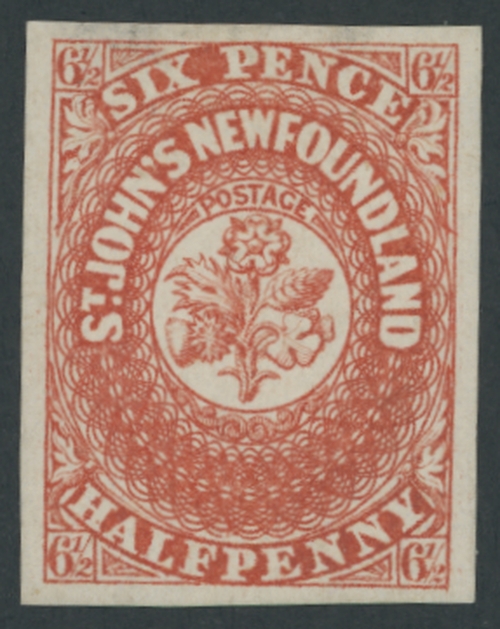 6½ 6½
SIX PENCE
ST. JOHN'S NEWFOUNDLAND
POSTAGE
HALFPENNY
6½ 6½